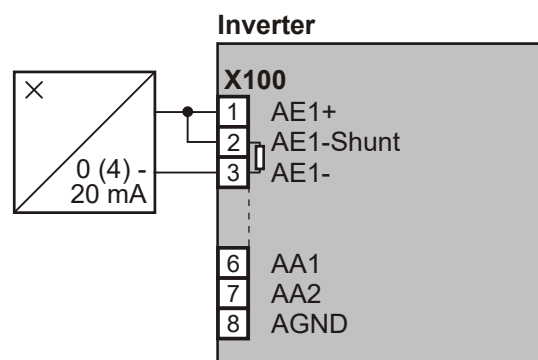 Inverter
X100
1 AE1+
2 AE1-Shunt
0 (4) -
3 AE1-
20 mA
6 AA1
7 AA2
8 AGND